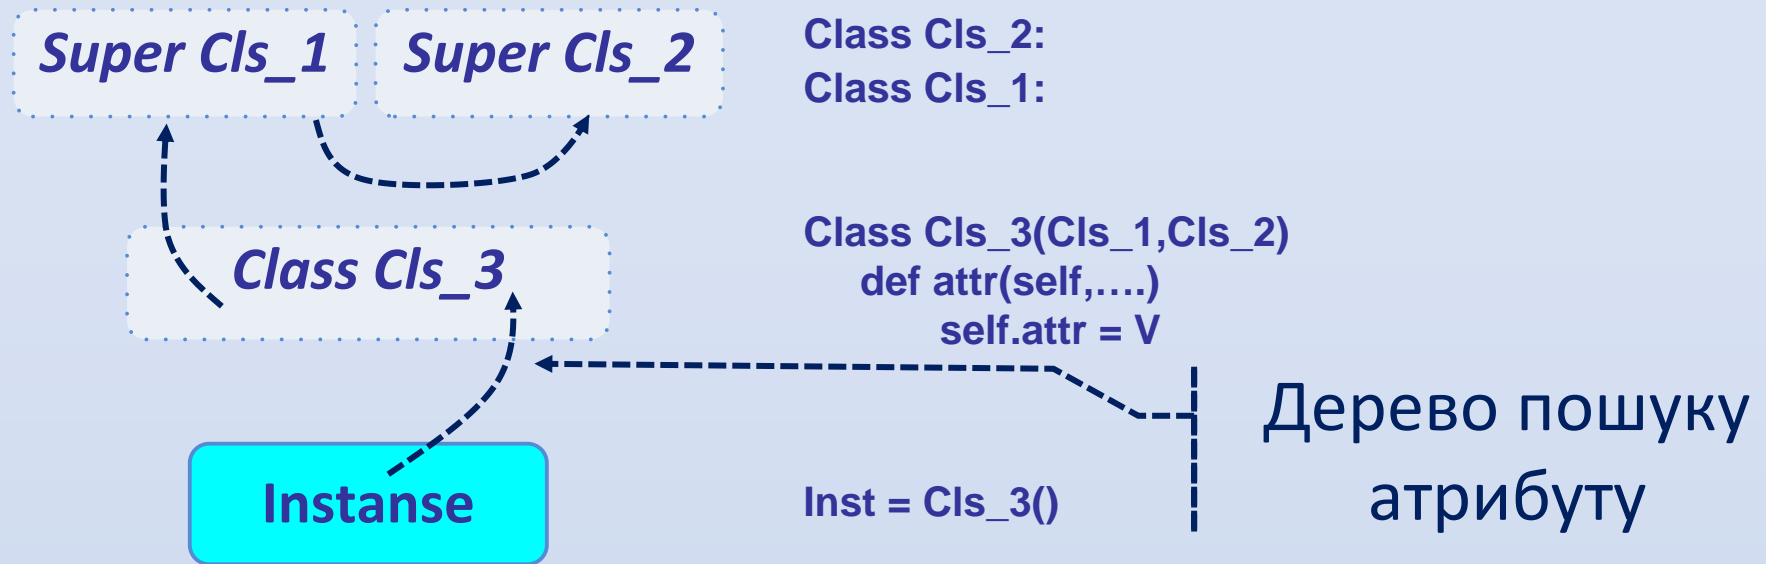 Super Cls_1
Super Cls_2
Class Cls_2:
Class Cls_1:
Class Cls_3
Class Cls_3(Cls_1,Cls_2)
def attr(self,….)
self.attr = V
Дерево пошуку
атрибуту
Instanse
Inst = Cls_3()